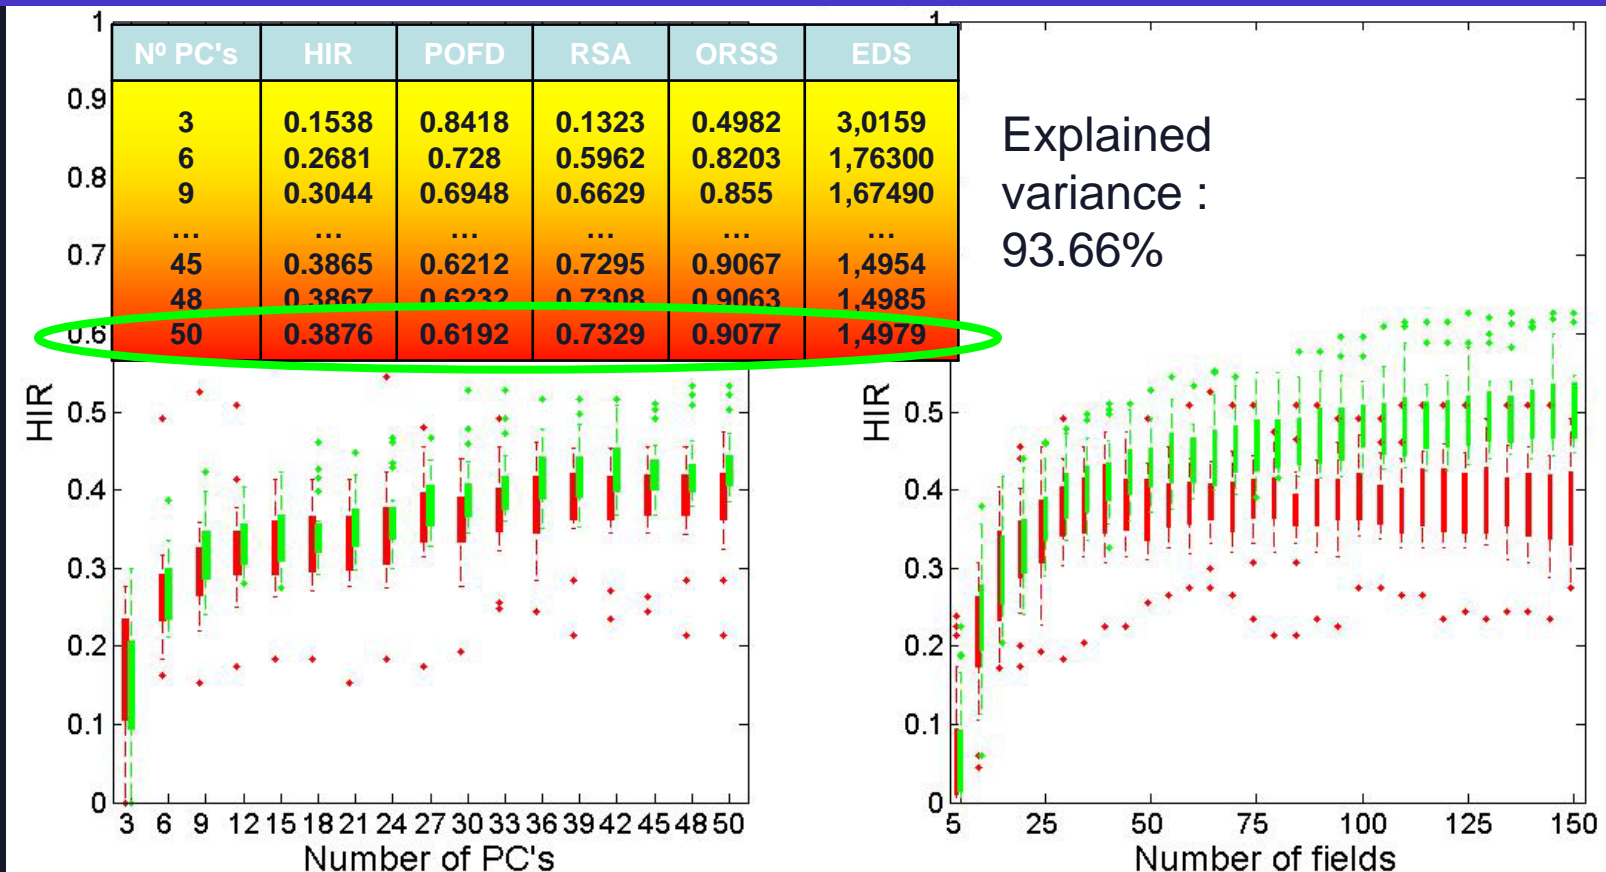 Nº PC's HIR POFD RSA ORSS EDS
3 0.1538 0.8418 0.1323 0.4982 3,0159
6 0.2681 0.728 0.5962 0.8203 1,76300
9 0.3044 0.6948 0.6629 0.855 1,67490
… … … … … …
45 0.3865 0.6212 0.7295 0.9067 1,4954
48 0.3867 0.6232 0.7308 0.9063 1,4985
50 0.3876 0.6192 0.7329 0.9077 1,4979
Explained
variance :
93.66%
1
0.9
0.8
0.7
0.6
0.5
0.4
0.3
0.2
0.1
0
HIR
3 6 9 12 15 18 21 24 27 30 33 36 39 42 45 48 50
Number of PC's
1
0.5
0.4
0.3
0.2
0.1
0
HIR
5 25 50 75 100 125 150
Number of fields